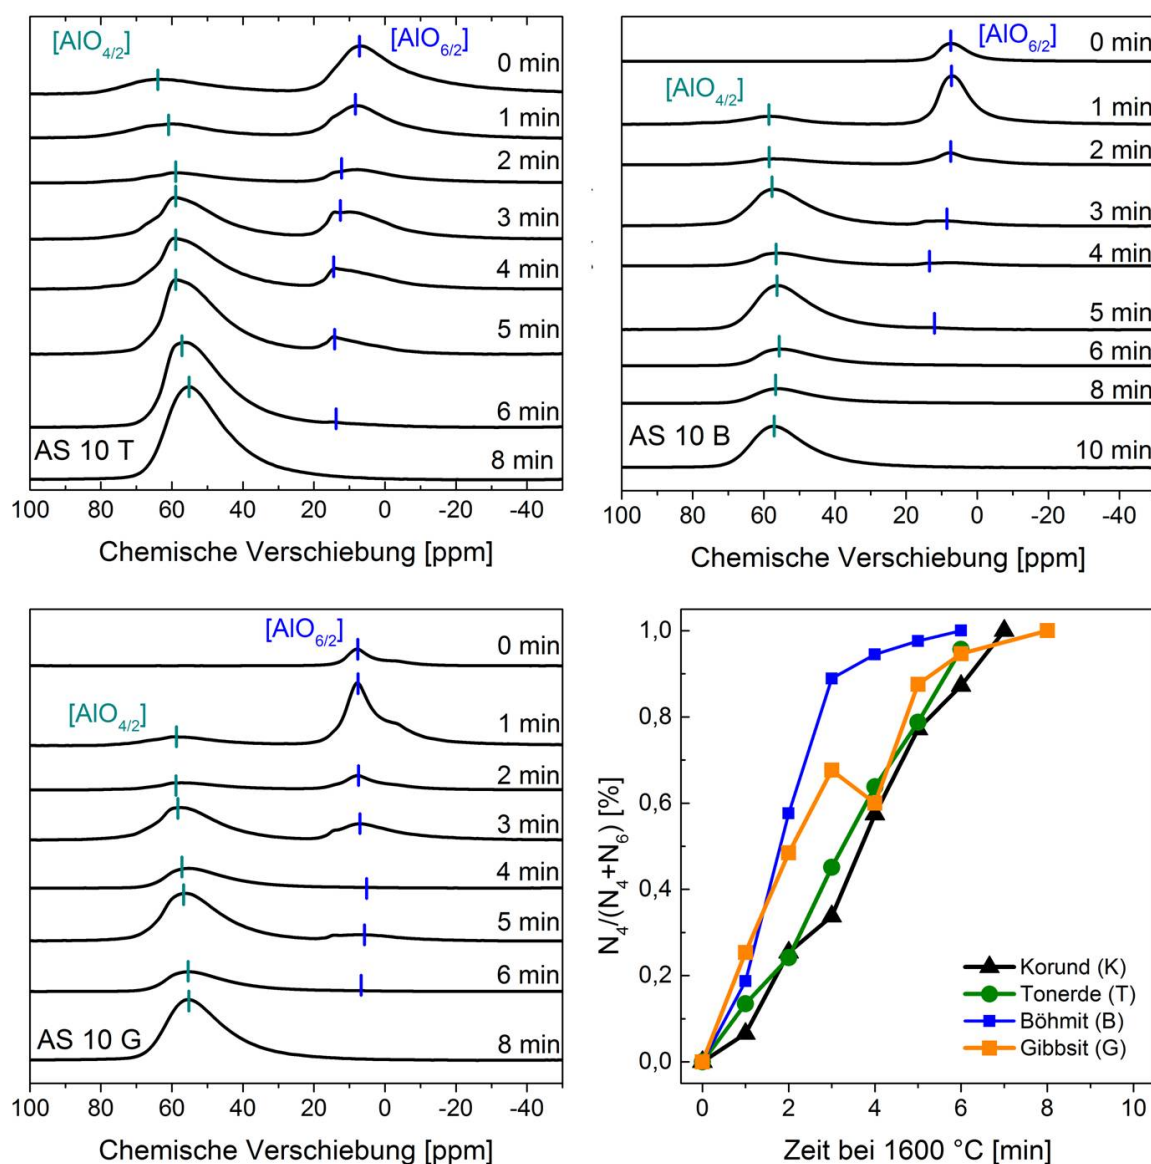 [AlO4/2]
[AlO6/2]
0 min
1 min
2 min
3 min
4 min
5 min
6 min
AS 10 T
8 min
100 80 60 40 20 0 -20 -40
Chemische Verschiebung [ppm]
[AlO6/2]
0 min
[AlO4/2]
1 min
2 min
3 min
4 min
5 min
6 min
8 min
AS 10 B
10 min
100 80 60 40 20 0 -20 -40
Chemische Verschiebung [ppm]
[AlO6/2]
0 min
[AlO4/2]
1 min
2 min
3 min
4 min
5 min
6 min
AS 10 G
8 min
100 80 60 40 20 0 -20 -40
Chemische Verschiebung [ppm]
N4/(N4+N6) [%]
1,0
0,8
0,6
0,4
0,2
0,0
Korund (K)
Tonerde (T)
Böhmit (B)
Gibbsit (G)
0 2 4 6 8 10
Zeit bei 1600 °C [min]